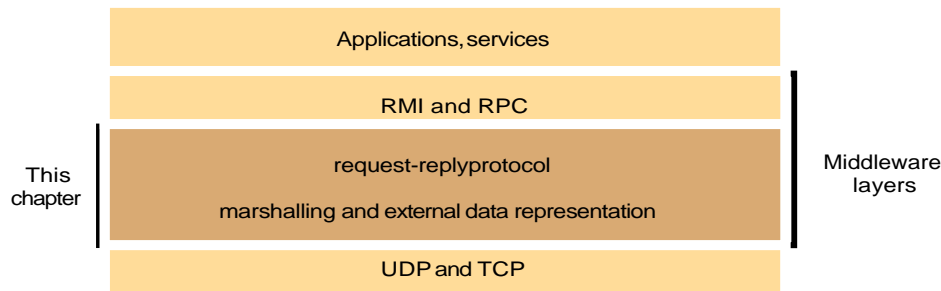 Applications, services
RMI and RPC
request-replyprotocol
marshalling and external data representation
UDP and TCP
This
chapter
Middleware
layers